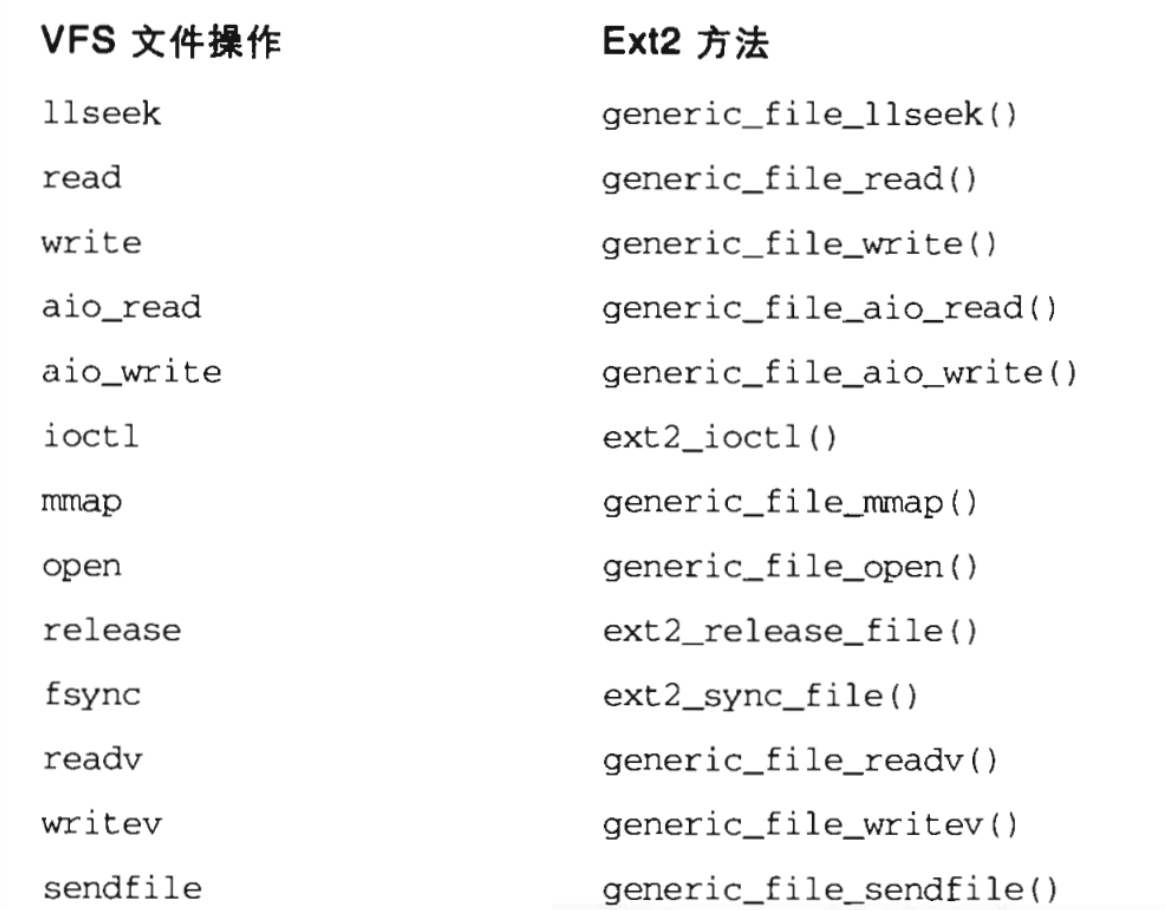 VFS 文件操作 Ext2 方法
llseek generic_file_llseek()
read generic_file_read()
write generic_file_write()
aio_read generic_file_aio_read()
aio_write generic_file_aio_write()
ioctl ext2_ioctl()
mmap generic_file_mmap()
open generic_file_open()
release ext2_release_file()
fsync ext2_sync_file()
readv generic_file_readv()
writev generic_file_writev()
sendfile generic_file_sendfile()